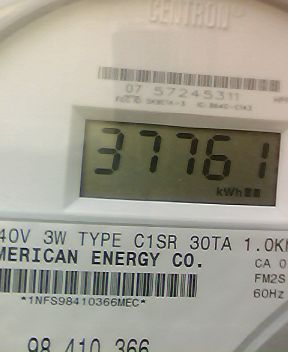 CENTRON
07 57245311
37761
kWh
40V 3W TYPE C1SR 30TA 1.0K
MERICAN ENERGY CO.
CA 0
FM2S
60Hz
*1NFS98410366MEC*
98 410 366